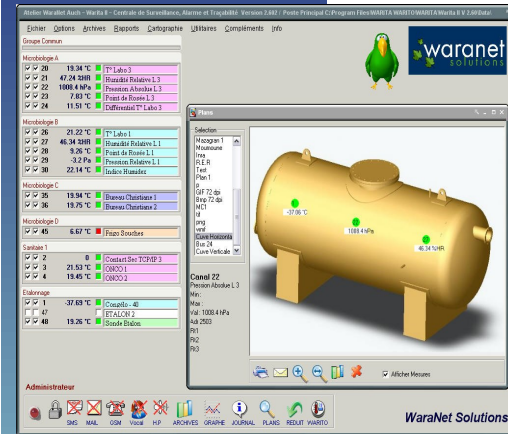 Atelier WaraNet Auch - Warita II - Centrale de Surveillance, Alarme et Traçabilité Version 2.602 / Poste Principal C:/Program Files\WARITA WARITO\WARITA\Warita II V 2.60\Data\
Fichier Options Archives Rapports Cartographie Utilitaires Compléments Info
Groupe Commun
waranet
solutions
Microbiologie A
20 19.34 °C T° Labo 3
21 47.24 %HR Humidité Relative L 3
22 1008.4 hPa Pression Absolue L 3
23 7.83 °C Point de Rosée L 3
24 11.51 °C Différentiel T° Labo 3
Microbiologie B
26 21.22 °C T° Labo 1
27 46.34 %HR Humidité Relative L 1
28 9.26 °C Point de Rosée L 1
29 -3.2 Pa Pression Relative L 1
30 22.14 °C Indice Humidex
Microbiologie C
35 19.94 °C Bureau Christiane 1
36 19.75 °C Bureau Christiane 2
Microbiologie D
45 6.67 °C Frigo Souches
Sanitaire 1
2 0 Contact Sec TCP/IP 3
3 21.53 °C ONCO 1
4 19.45 °C ONCO 2
Etalonnage
1 -37.69 °C Congélo - 40
47 ETALON 2
48 19.26 °C Sonde Etalon
Plans
Selection
Mazagran 1
Moumoune
Inra
R.E.R
Test
Plan 1
p
GIF 72 dpi
Bmp 72 dpi
MC1
tif
png
wmf
Cuve Horizonta
Bus 24
Cuve Verticale
-37.06 °C
22
1008.4 hPa
46.34 %HR
Canal 22
Pression Absolue L 3
Min :
Max :
Val : 1008.4 hPa
Adr 2503
Rt1
Rt2
Rt3
Afficher Mesures
Administrateur
SMS MAIL GSM Vocal H.P ARCHIVES GRAPHE JOURNAL PLANS REDUIT WARITO
WaraNet Solutions